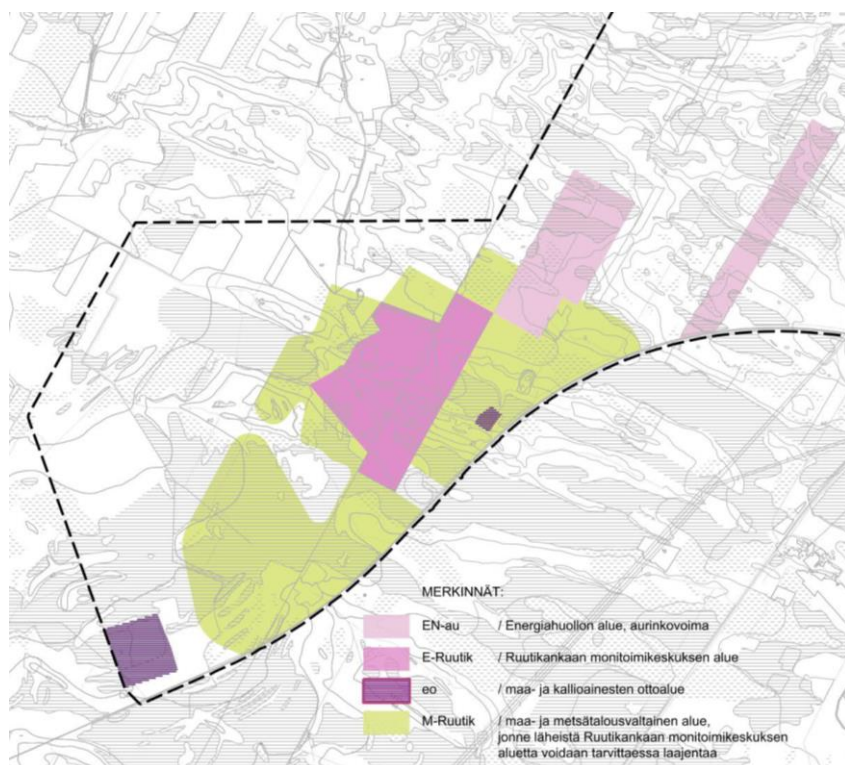 MERKINNÄT:
EN-au / Energiahuollon alue, aurinkovoima
E-Ruutik / Ruutikankaan monitoimikeskuksen alue
eo / maa- ja kallioainesten ottoalue
M-Ruutik / maa- ja metsätalousvaltainen alue,
jonne läheistä Ruutikankaan monitoimikeskuksen
aluetta voidaan tarvittaessa laajentaa